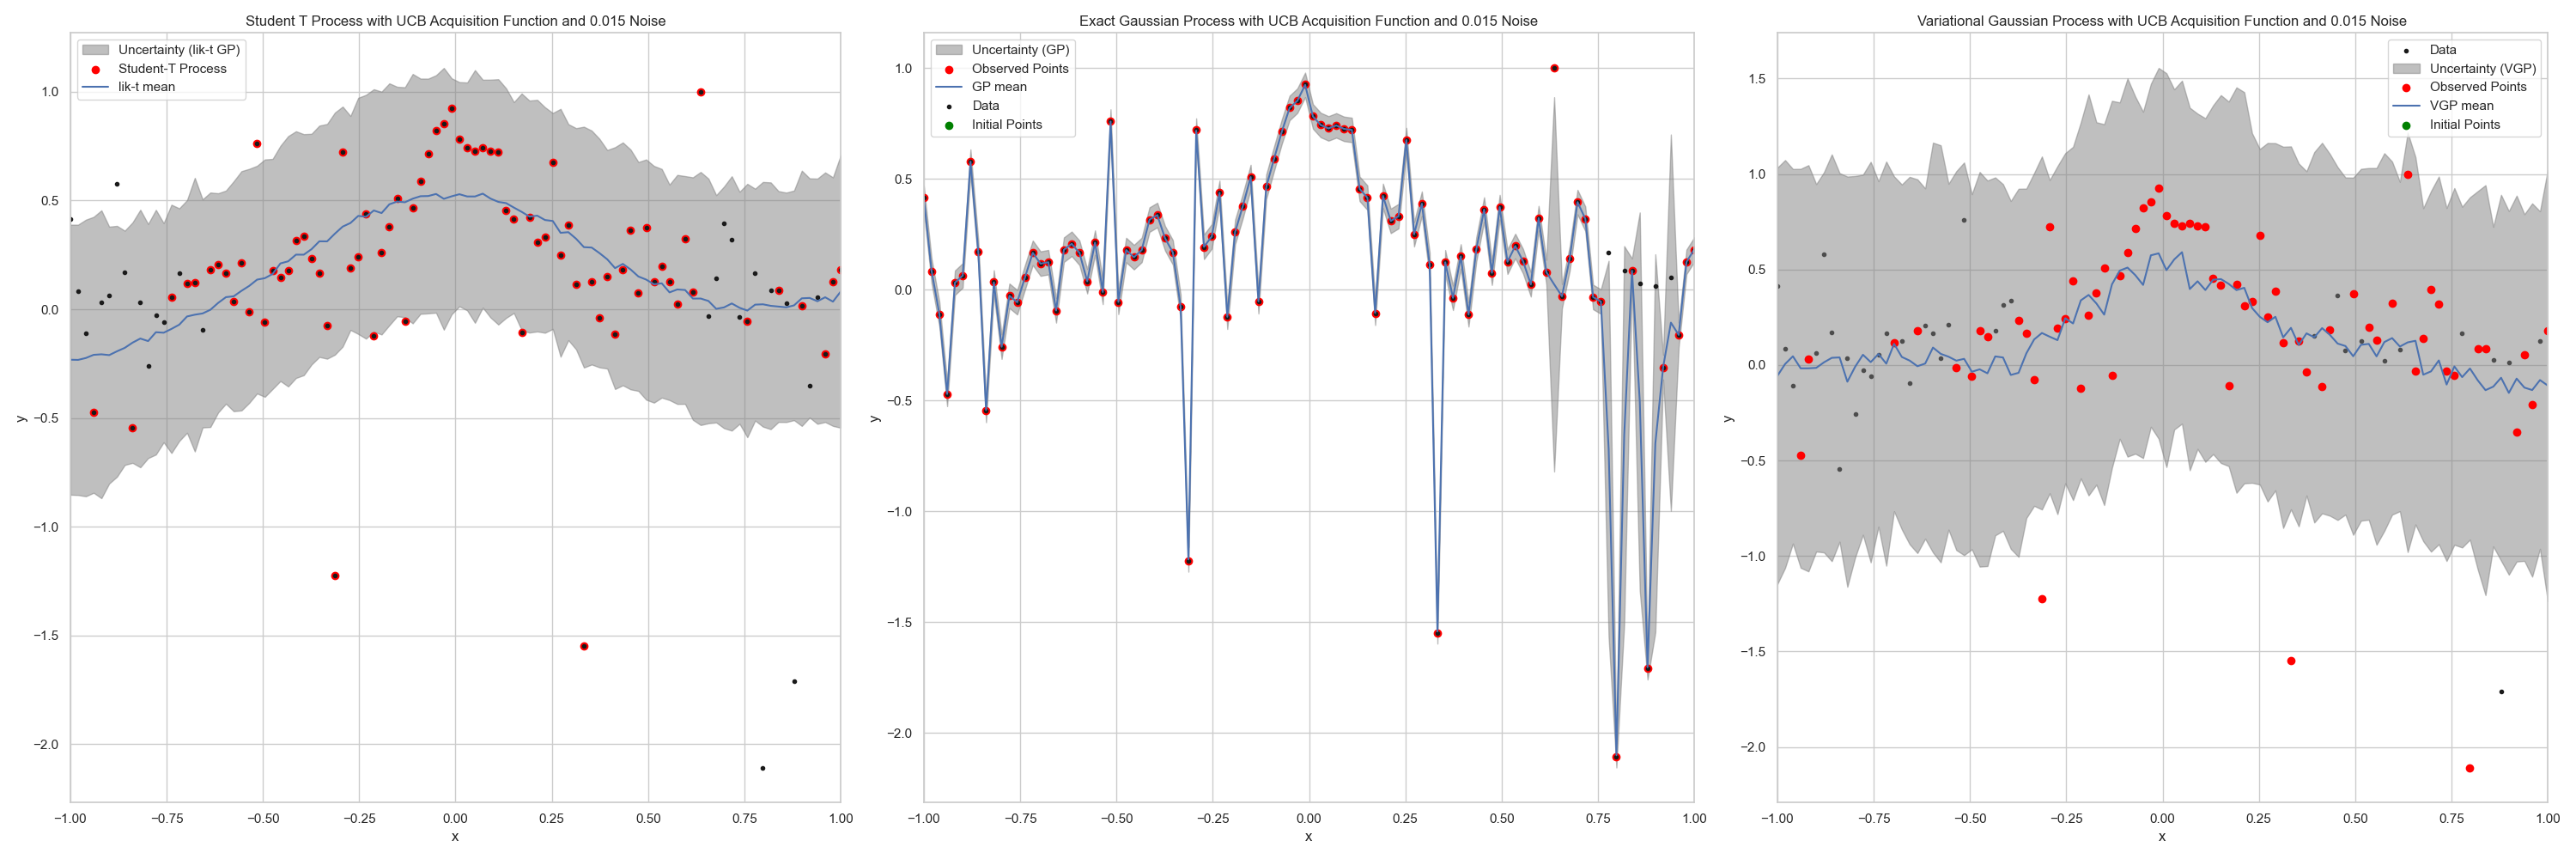 Student T Process with UCB Acquisition Function and 0.015 Noise
Uncertainty (lik-t GP)
Student-T Process
lik-t mean
1.0
0.5
0.0
−0.5
−1.0
−1.5
−2.0
y
−1.00 −0.75 −0.50 −0.25 0.00 0.25 0.50 0.75 1.00
x
Exact Gaussian Process with UCB Acquisition Function and 0.015 Noise
Uncertainty (GP)
Observed Points
GP mean
Data
Initial Points
1.0
0.5
0.0
−0.5
−1.0
−1.5
−2.0
y
−1.00 −0.75 −0.50 −0.25 0.00 0.25 0.50 0.75 1.00
x
Variational Gaussian Process with UCB Acquisition Function and 0.015 Noise
Data
Uncertainty (VGP)
Observed Points
VGP mean
Initial Points
1.5
1.0
0.5
0.0
−0.5
−1.0
−1.5
−2.0
y
−1.00 −0.75 −0.50 −0.25 0.00 0.25 0.50 0.75 1.00
x